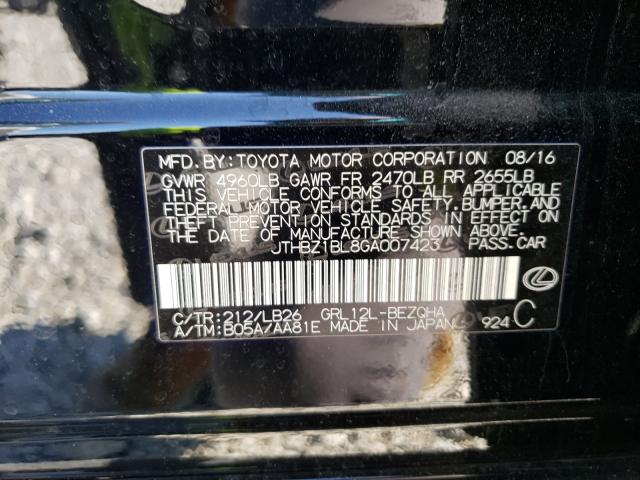 MFD. BY: TOYOTA MOTOR CORPORATION 08/16
GVWR 4960LB GAWR FR 2470LB RR 2655LB
THIS VEHICLE CONFORMS TO ALL APPLICABLE
FEDERAL MOTOR VEHICLE SAFETY, BUMPER, AND
THEFT PREVENTION STANDARDS IN EFFECT ON
THE DATE OF MANUFACTURE SHOWN ABOVE.
JTHBZ1BL8GA007423 PASS. CAR
C/TR: 212/LB26 GRL12L-BEZQHA
A/TM: B05A/AA81E MADE IN JAPAN 924 C